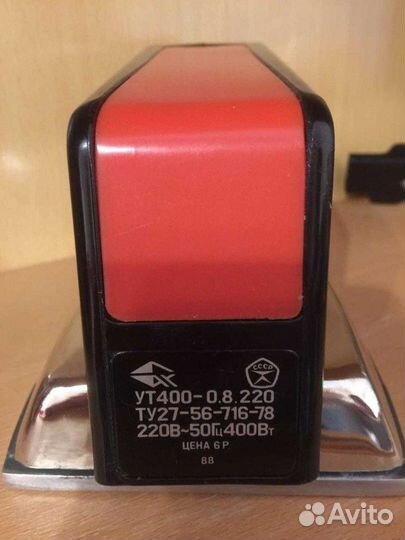 СССР
УТ400-0,8.220
ТУ27-56-716-78
220В~50Гц400Вт
ЦЕНА 6 Р
88
Avito